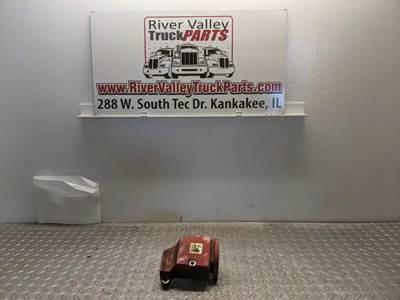 River Valley
TruckPARTS
www.RiverValleyTruckParts.com
288 W. South Tec Dr. Kankakee, IL